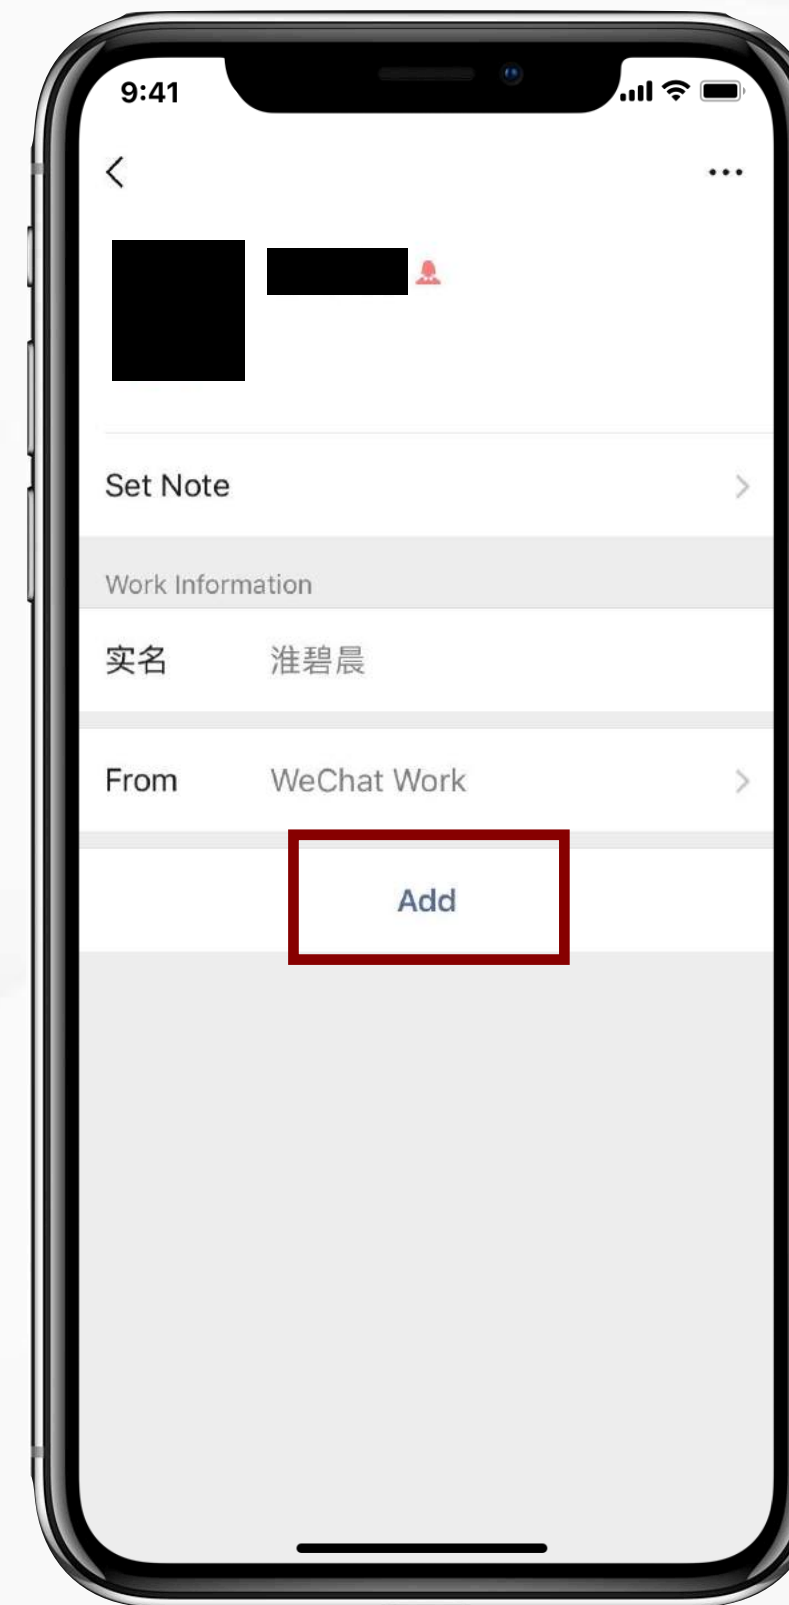 9:41
Set Note
Work Information
实名 淮碧晨
From WeChat Work
Add